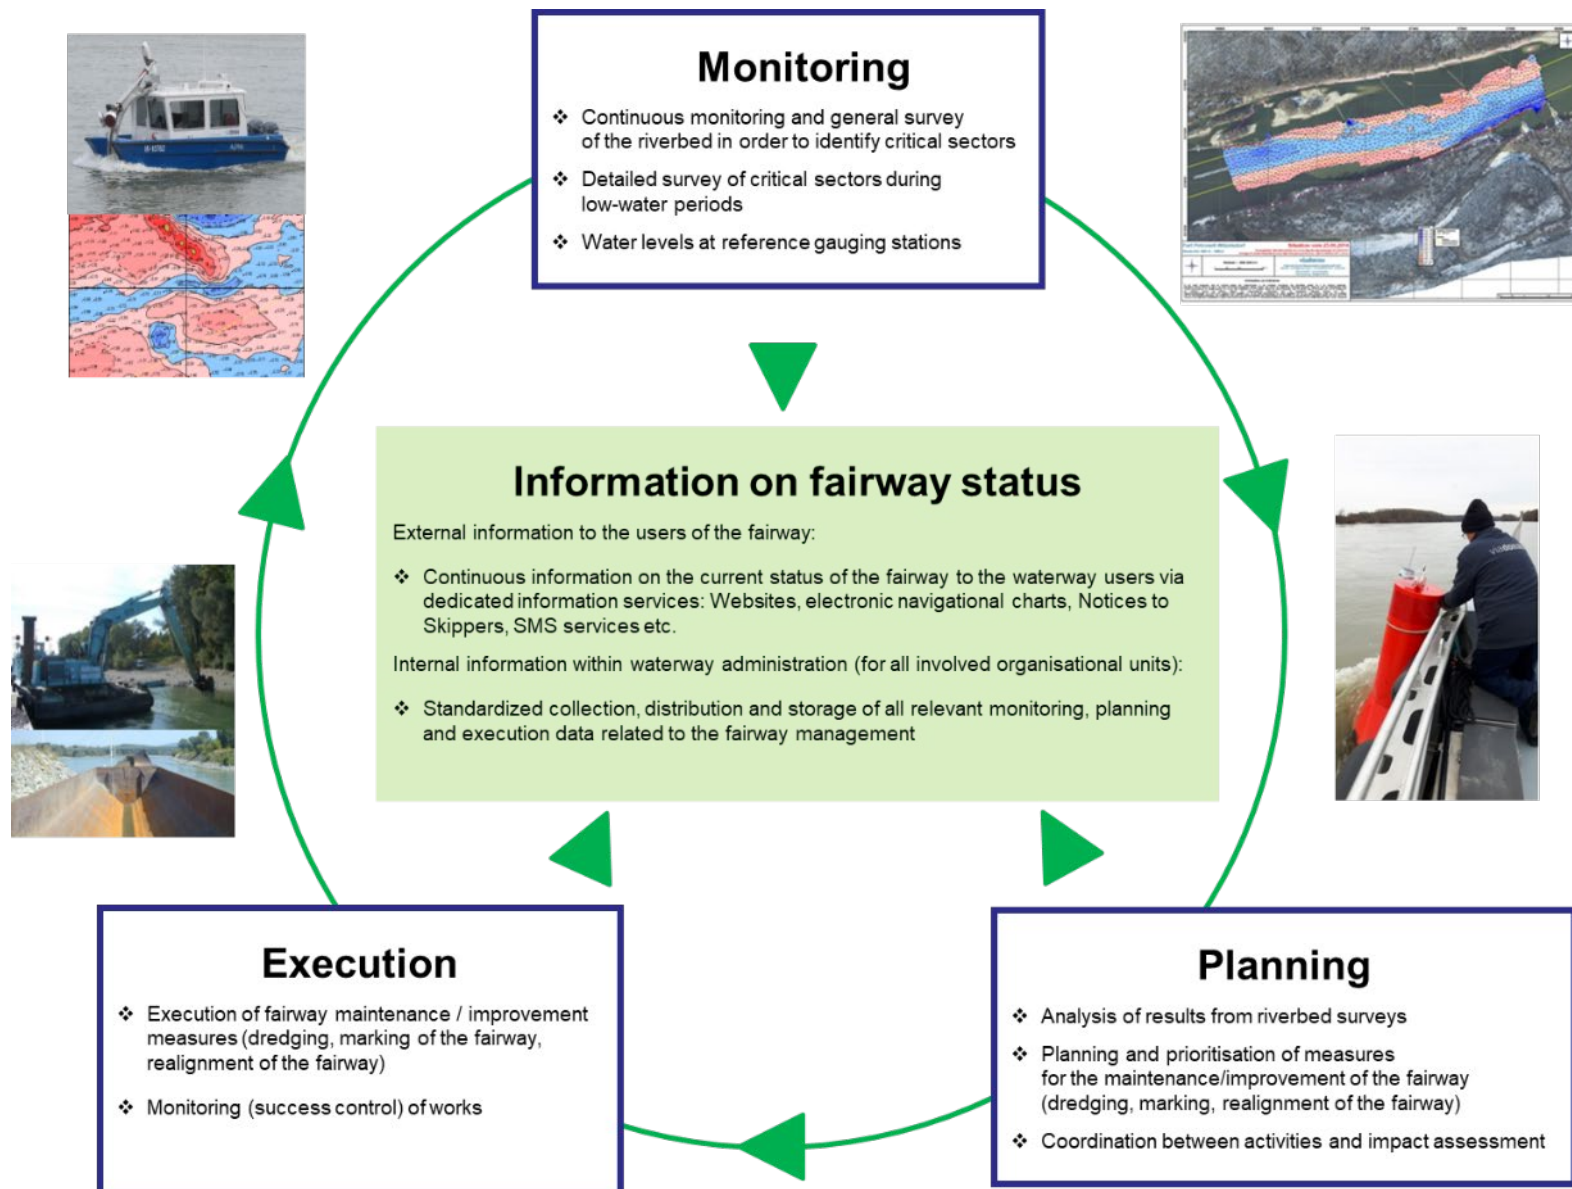 Monitoring
❖ Continuous monitoring and general survey
of the riverbed in order to identify critical sectors
❖ Detailed survey of critical sectors during
low-water periods
❖ Water levels at reference gauging stations
Information on fairway status
External information to the users of the fairway:
❖ Continuous information on the current status of the fairway to the waterway users via
dedicated information services: Websites, electronic navigational charts, Notices to
Skippers, SMS services etc.
Internal information within waterway administration (for all involved organisational units):
❖ Standardized collection, distribution and storage of all relevant monitoring, planning
and execution data related to the fairway management
Execution
❖ Execution of fairway maintenance / improvement
measures (dredging, marking of the fairway,
realignment of the fairway)
❖ Monitoring (success control) of works
Planning
❖ Analysis of results from riverbed surveys
❖ Planning and prioritisation of measures
for the maintenance/improvement of the fairway
(dredging, marking, realignment of the fairway)
❖ Coordination between activities and impact assessment